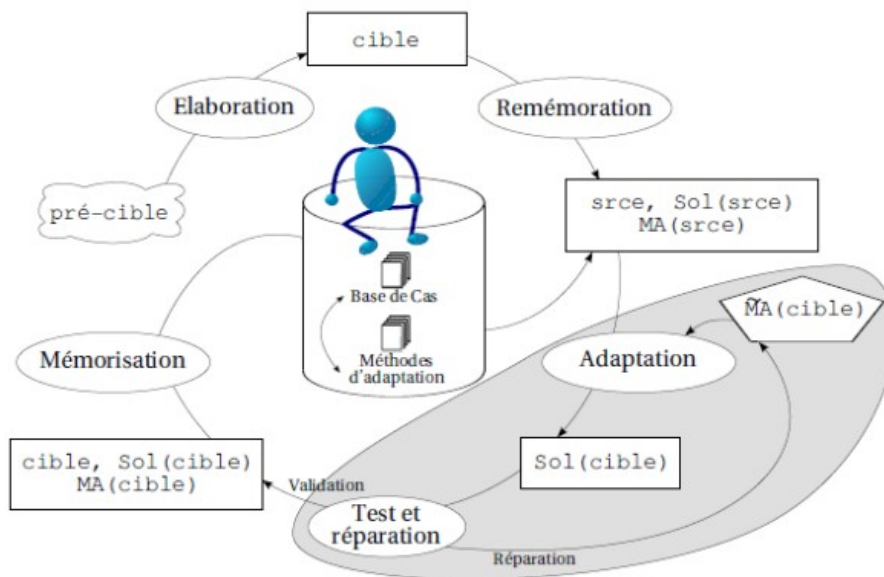 cible
Elaboration
Remémoration
pré-cible
srce, Sol(srce)
MA(srce)
Base de Cas
M̃A(cible)
Mémorisation
Méthodes
d'adaptation
Adaptation
cible, Sol(cible)
MA(cible)
Sol(cible)
Validation
Test et
réparation
Réparation